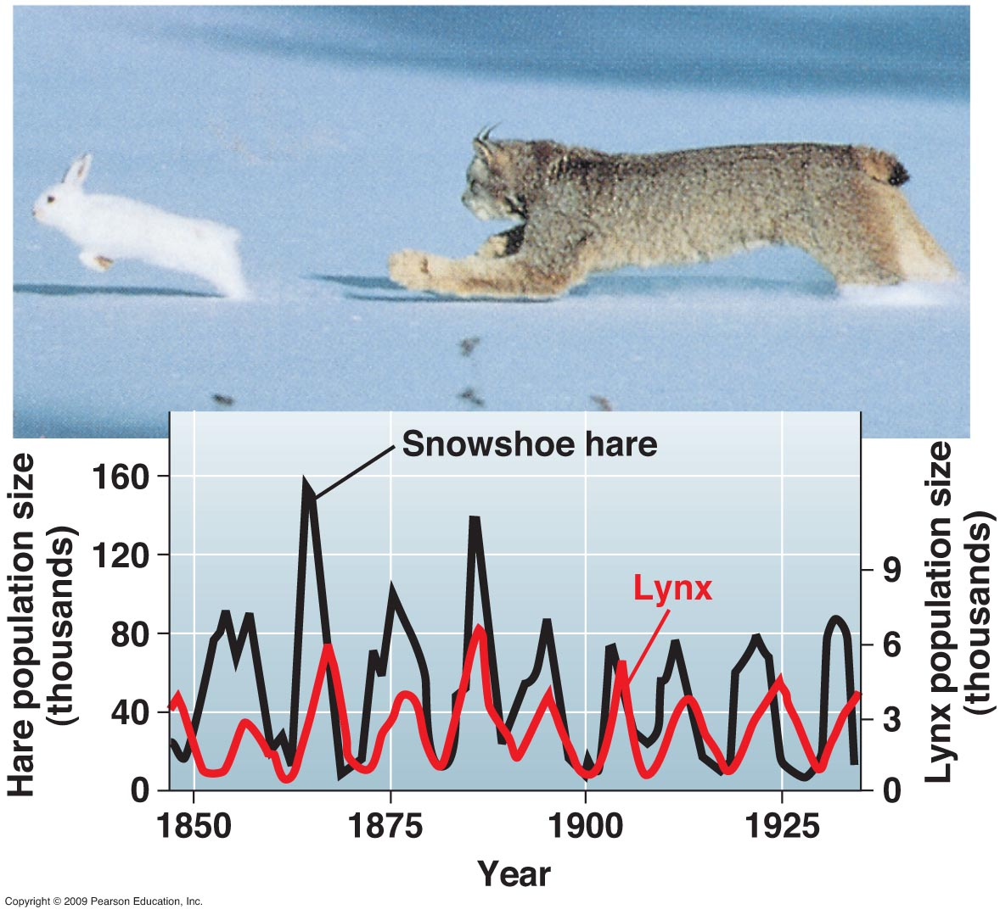 Snowshoe hare
Lynx
Hare population size
(thousands)
160
120
80
40
0
9
6
3
0
Lynx population size
(thousands)
1850
1875
1900
1925
Year
Copyright © 2009 Pearson Education, Inc.